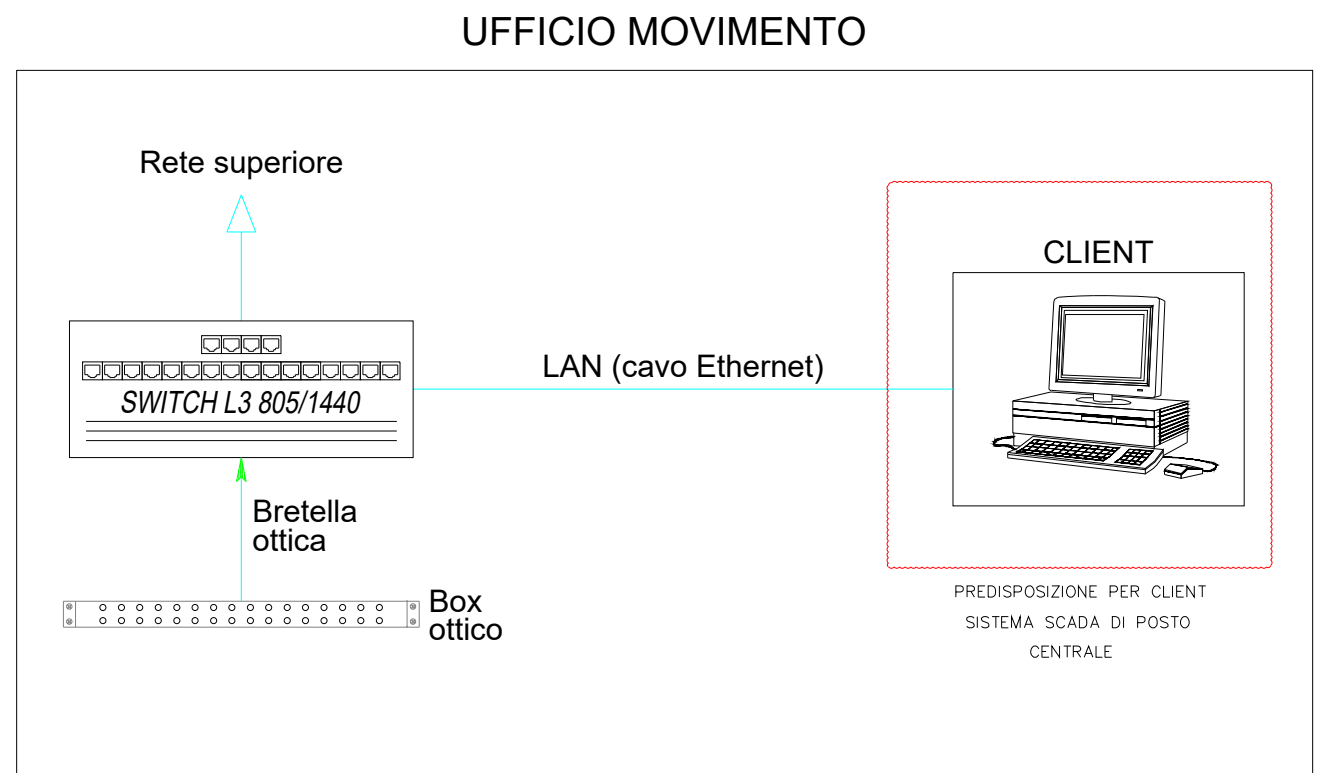 UFFICIO MOVIMENTO
Rete superiore
CLIENT
LAN (cavo Ethernet)
SWITCH L3 805/1440
Bretella
ottica
Box
ottico
PREDISPOSIZIONE PER CLIENT
SISTEMA SCADA DI POSTO
CENTRALE